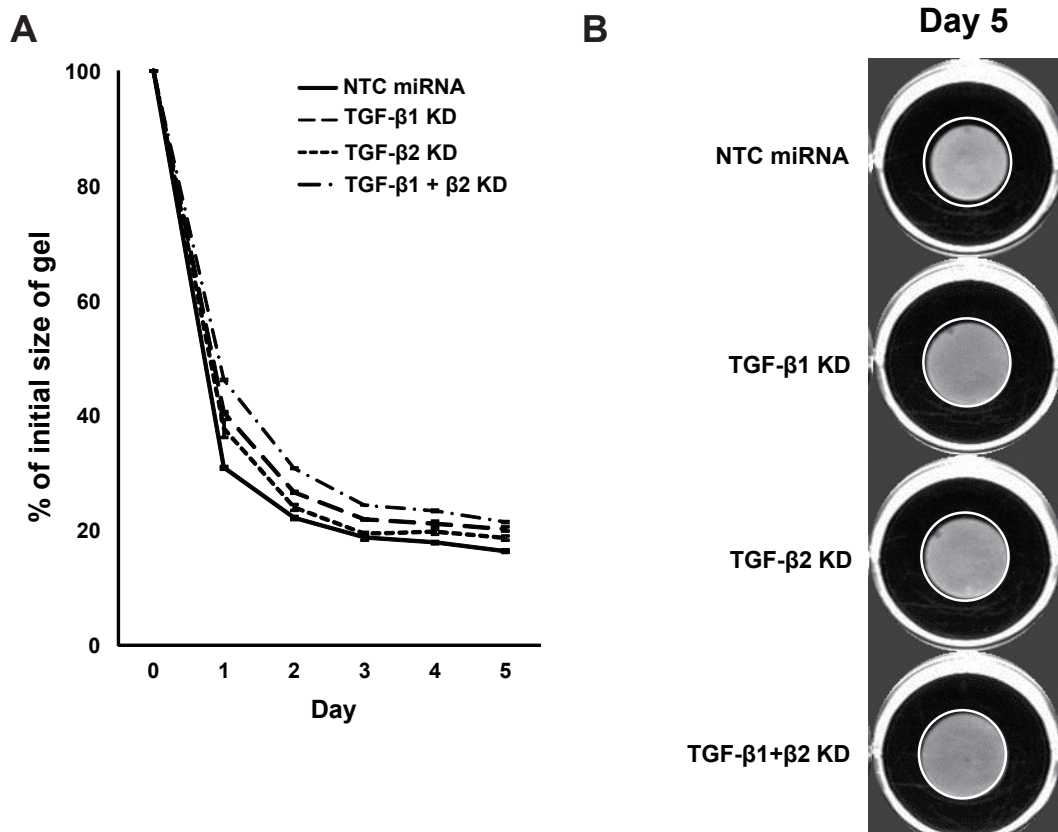 A
100
80
60
40
20
0
% of initial size of gel
0 1 2 3 4 5
Day
NTC miRNA
TGF-β1 KD
TGF-β2 KD
TGF-β1 + β2 KD
B
Day 5
NTC miRNA
TGF-β1 KD
TGF-β2 KD
TGF-β1+β2 KD